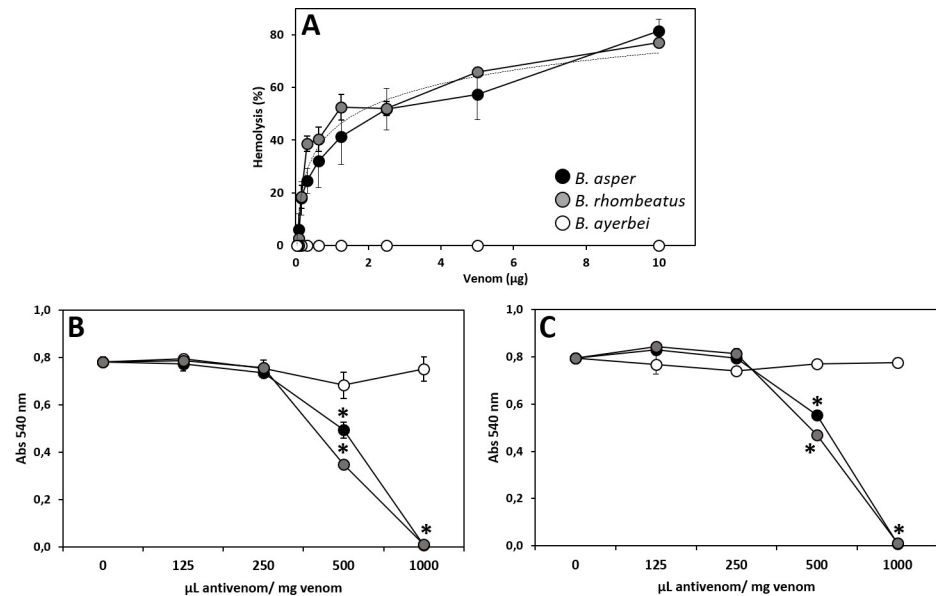 A
80
60
40
20
0
Hemolysis (%)
B. asper
B. rhombeatus
B. ayerbei
0 2 4 6 8 10
Venom (µg)
B
1,0
0,8
0,6
0,4
0,2
0,0
Abs 540 nm
*
*
*
0 125 250 500 1000
µL antivenom/ mg venom
C
1,0
0,8
0,6
0,4
0,2
0,0
Abs 540 nm
*
*
*
0 125 250 500 1000
µL antivenom/ mg venom